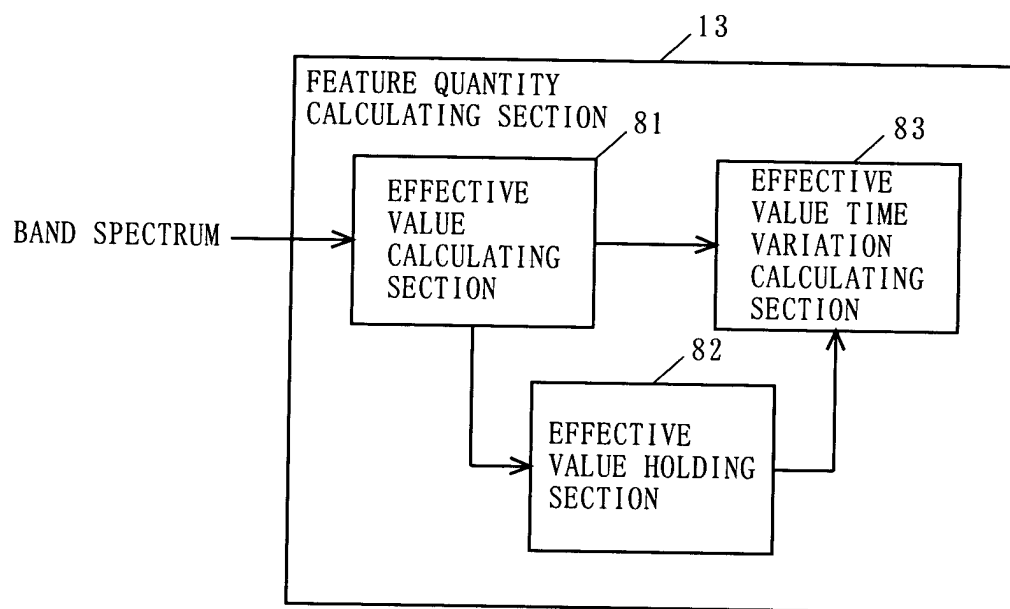 13
FEATURE QUANTITY
CALCULATING SECTION
81
83
EFFECTIVE
VALUE
CALCULATING
SECTION
EFFECTIVE
VALUE TIME
VARIATION
CALCULATING
SECTION
BAND SPECTRUM
82
EFFECTIVE
VALUE HOLDING
SECTION